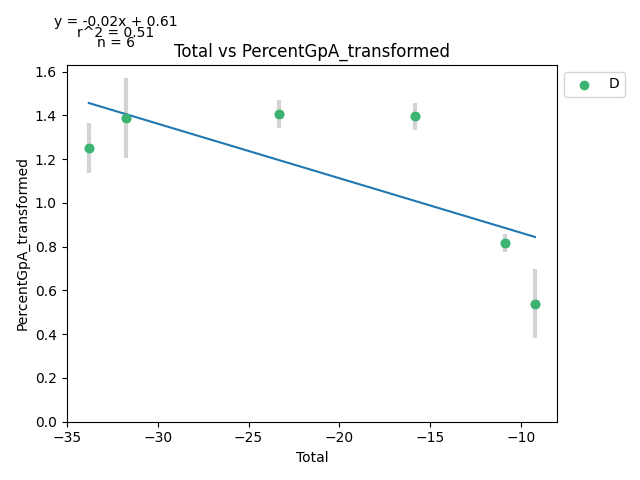 y = -0.02x + 0.61
r^2 = 0.51
n = 6
Total vs PercentGpA_transformed
D
1.6
1.4
1.2
1.0
0.8
0.6
0.4
0.2
0.0
PercentGpA_transformed
−35
−30
−25
−20
−15
−10
Total